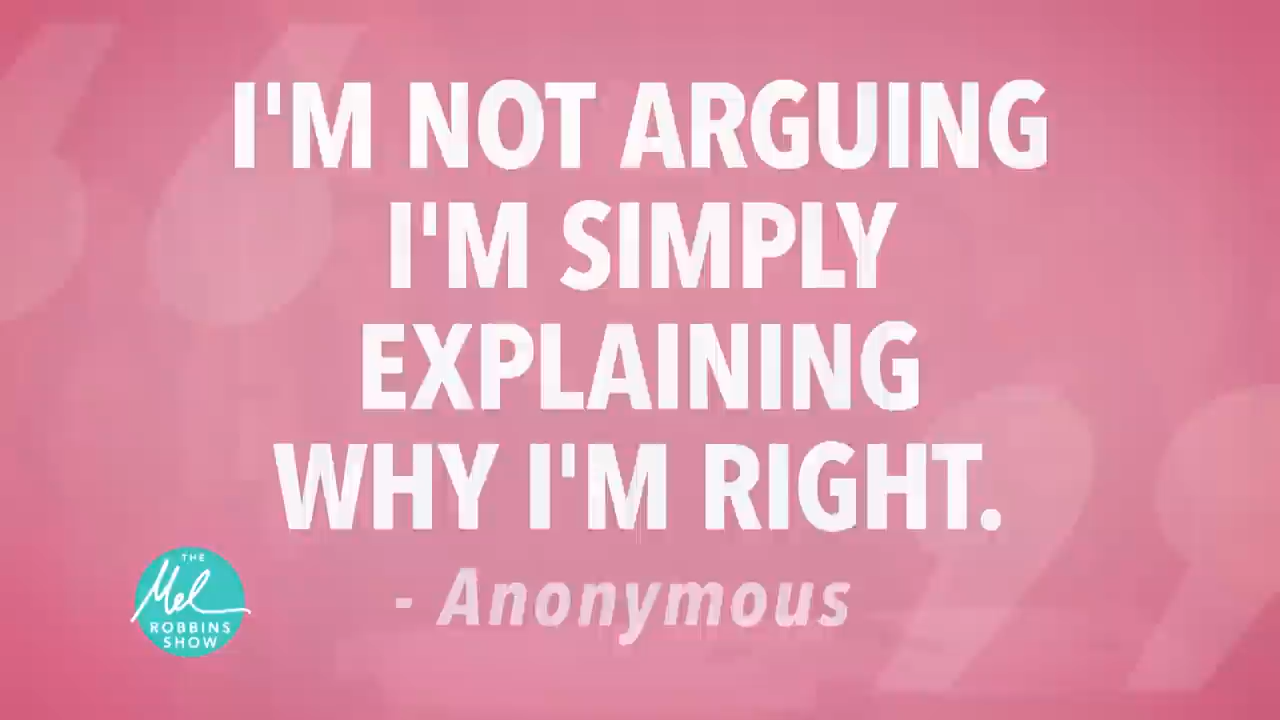 I'M NOT ARGUING
I'M SIMPLY
EXPLAINING
WHY I'M RIGHT.
- Anonymous
THE
Mel
ROBBINS
SHOW